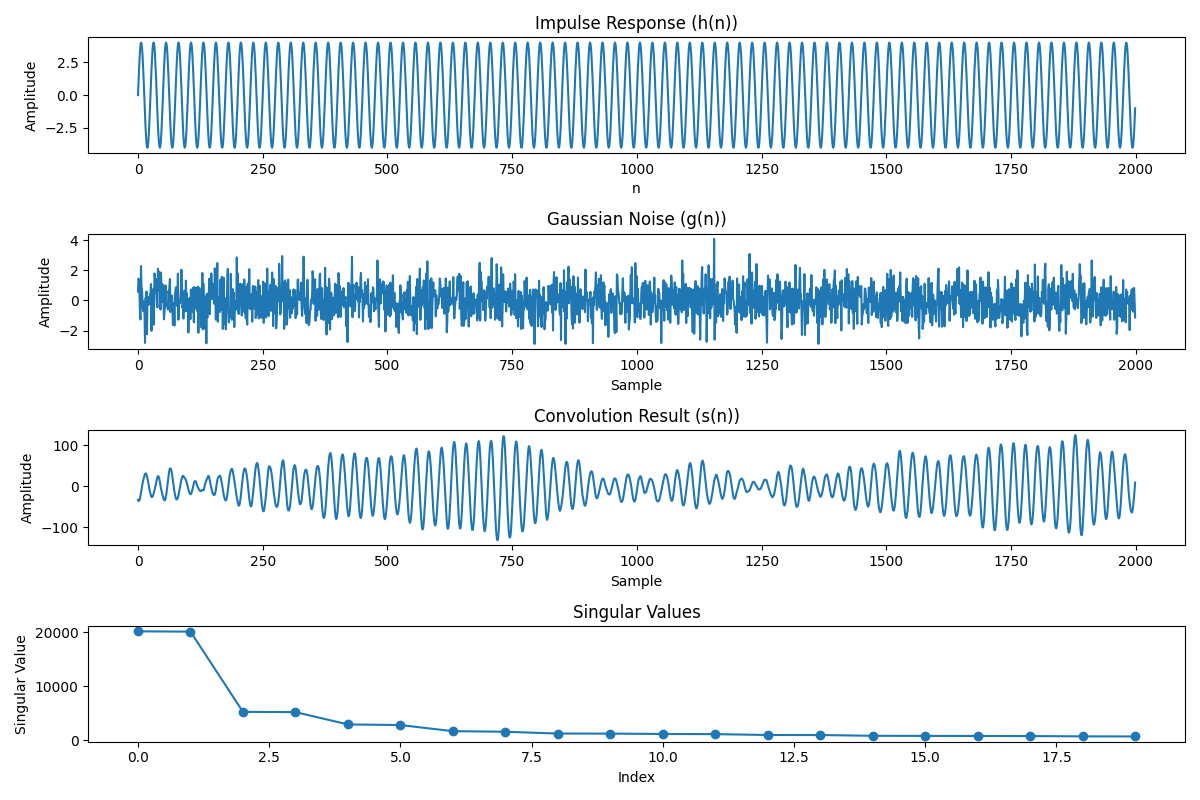 Impulse Response (h(n))
Amplitude
2.5
0.0
−2.5
0 250 500 750 1000 1250 1500 1750 2000
n
Gaussian Noise (g(n))
Amplitude
4
2
0
−2
0 250 500 750 1000 1250 1500 1750 2000
Sample
Convolution Result (s(n))
Amplitude
100
0
−100
0 250 500 750 1000 1250 1500 1750 2000
Sample
Singular Values
Singular Value
20000
10000
0
0.0 2.5 5.0 7.5 10.0 12.5 15.0 17.5
Index